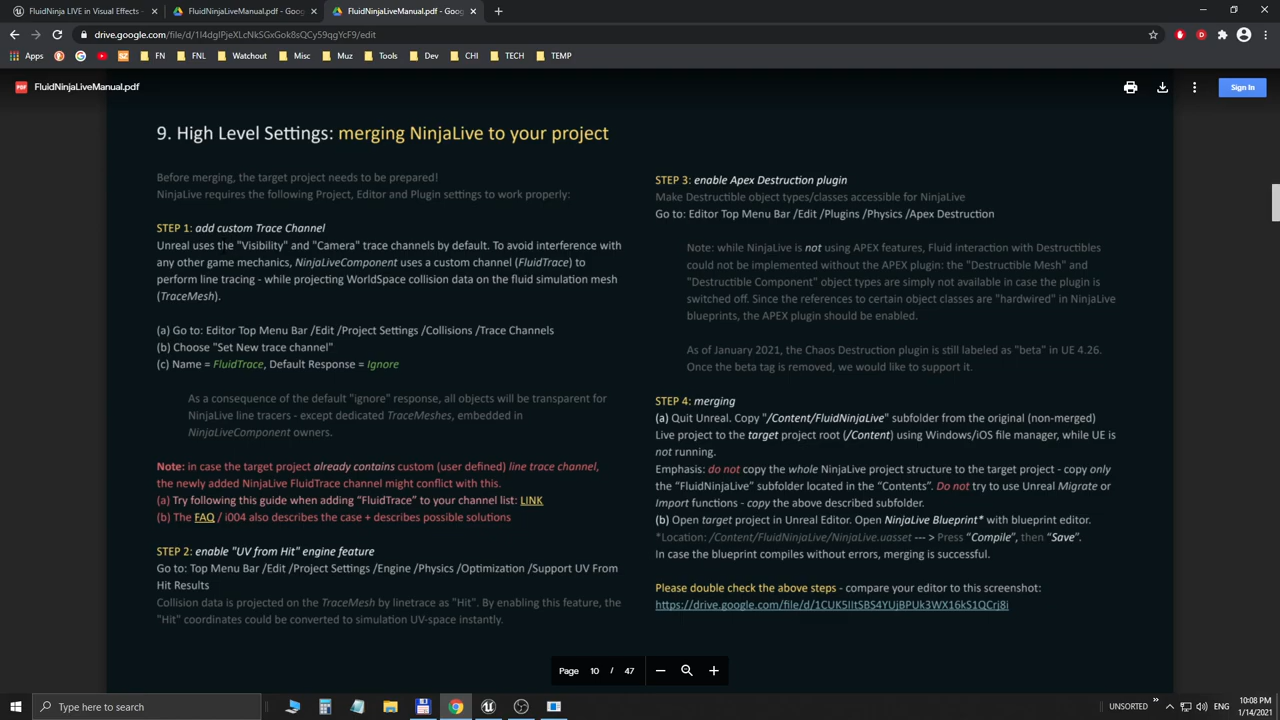 FluidNinja LIVE in Visual Effects -
FluidNinjaLiveManual.pdf - Goog
FluidNinjaLiveManual.pdf - Goog
Apps
FN
FNL
Watchout
Misc
Muz
Tools
Dev
CHI
TECH
TEMP
PDF
FluidNinjaLiveManual.pdf
Sign In
9. High Level Settings: merging NinjaLive to your project
Before merging, the target project needs to be prepared!
NinjaLive requires the following Project, Editor and Plugin settings to work properly:
STEP 1: add custom Trace Channel
Unreal uses the "Visibility" and "Camera" trace channels by default. To avoid interference with
any other game mechanics, NinjaLiveComponent uses a custom channel (FluidTrace) to
perform line tracing - while projecting WorldSpace collision data on the fluid simulation mesh
(TraceMesh).
(a) Go to: Editor Top Menu Bar /Edit /Project Settings /Collisions /Trace Channels
(b) Choose "Set New trace channel"
(c) Name = FluidTrace, Default Response = Ignore
As a consequence of the default "ignore" response, all objects will be transparent for
NinjaLive line tracers - except dedicated TraceMeshes, embedded in
NinjaLiveComponent owners.
Note: in case the target project already contains custom (user defined) line trace channel,
the newly added NinjaLive FluidTrace channel might conflict with this.
(a) Try following this guide when adding “FluidTrace” to your channel list: LINK
(b) The FAQ / i004 also describes the case + describes possible solutions
STEP 2: enable "UV from Hit" engine feature
Go to: Top Menu Bar /Edit /Project Settings /Engine /Physics /Optimization /Support UV From
Hit Results
Collision data is projected on the TraceMesh by linetrace as "Hit". By enabling this feature, the
"Hit" coordinates could be converted to simulation UV-space instantly.
STEP 3: enable Apex Destruction plugin
Make Destructible object types/classes accessible for NinjaLive
Go to: Editor Top Menu Bar /Edit /Plugins /Physics /Apex Destruction
Note: while NinjaLive is not using APEX features, Fluid interaction with Destructibles
could not be implemented without the APEX plugin: the "Destructible Mesh" and
"Destructible Component" object types are simply not available in case the plugin is
switched off. Since the references to certain object classes are "hardwired" in NinjaLive
blueprints, the APEX plugin should be enabled.
As of January 2021, the Chaos Destruction plugin is still labeled as "beta" in UE 4.26.
Once the beta tag is removed, we would like to support it.
STEP 4: merging
(a) Quit Unreal. Copy "/Content/FluidNinjaLive" subfolder from the original (non-merged)
Live project to the target project root (/Content) using Windows/iOS file manager, while UE is
not running.
Emphasis: do not copy the whole NinjaLive project structure to the target project - copy only
the “FluidNinjaLive” subfolder located in the “Contents”. Do not try to use Unreal Migrate or
Import functions - copy the above described subfolder.
(b) Open target project in Unreal Editor. Open NinjaLive Blueprint* with blueprint editor.
*Location: /Content/FluidNinjaLive/NinjaLive.uasset --- > Press “Compile”, then “Save”.
In case the blueprint compiles without errors, merging is successful.
Please double check the above steps - compare your editor to this screenshot:
Page 10 / 47
Type here to search
UNSORTED
ENG
10:08 PM
1/14/2021